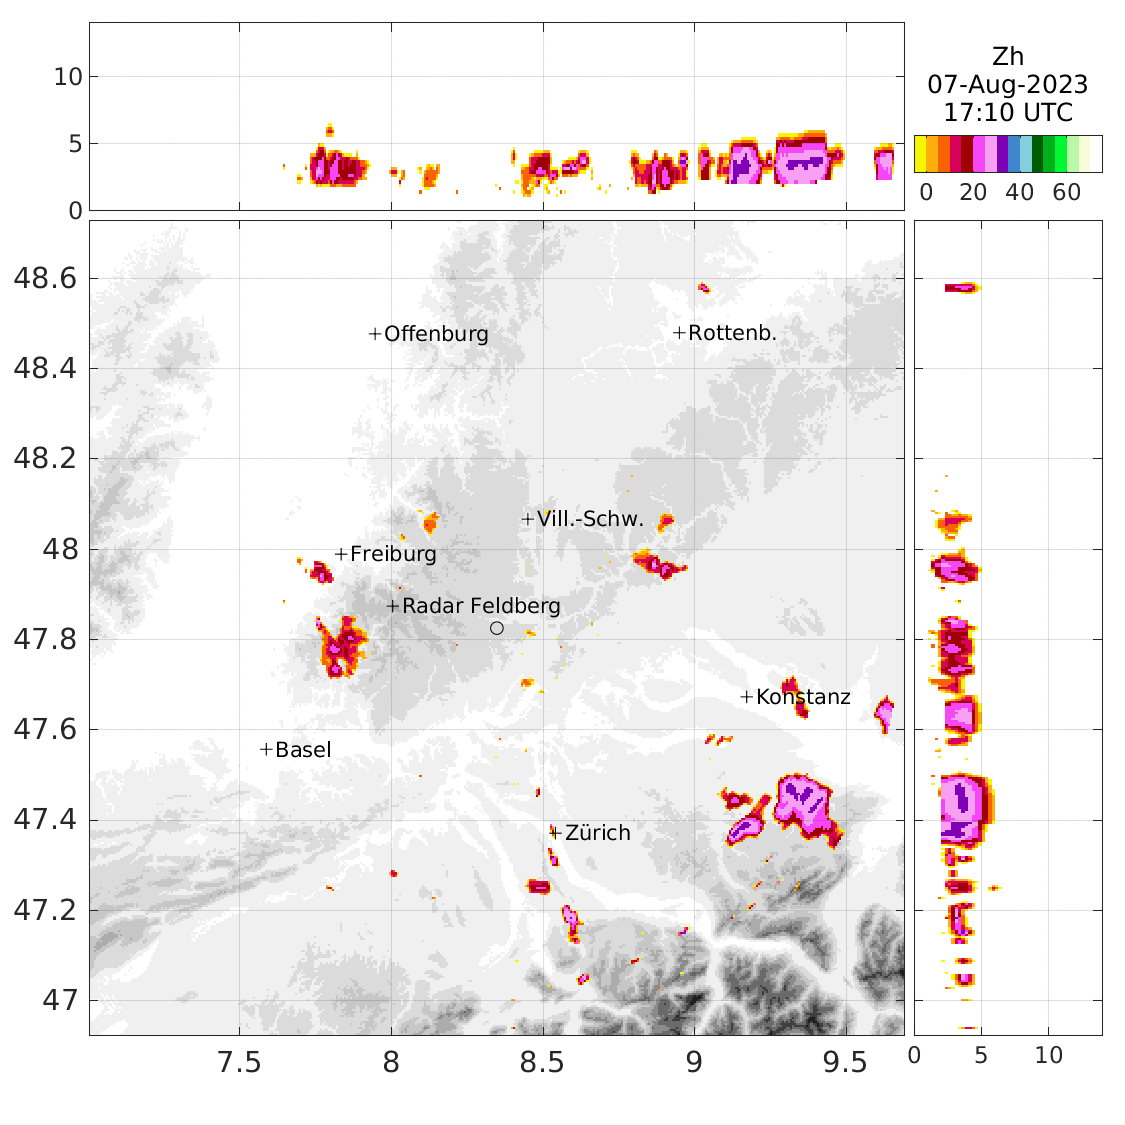 10
5
0
Zh
07-Aug-2023
17:10 UTC
0 20 40 60
48.6
48.4
48.2
48
47.8
47.6
47.4
47.2
47
+Offenburg
+Rottenb.
+Vill.-Schw.
+Freiburg
+Radar Feldberg
+Konstanz
+Basel
+Zürich
7.5 8 8.5 9 9.5
0 5 10